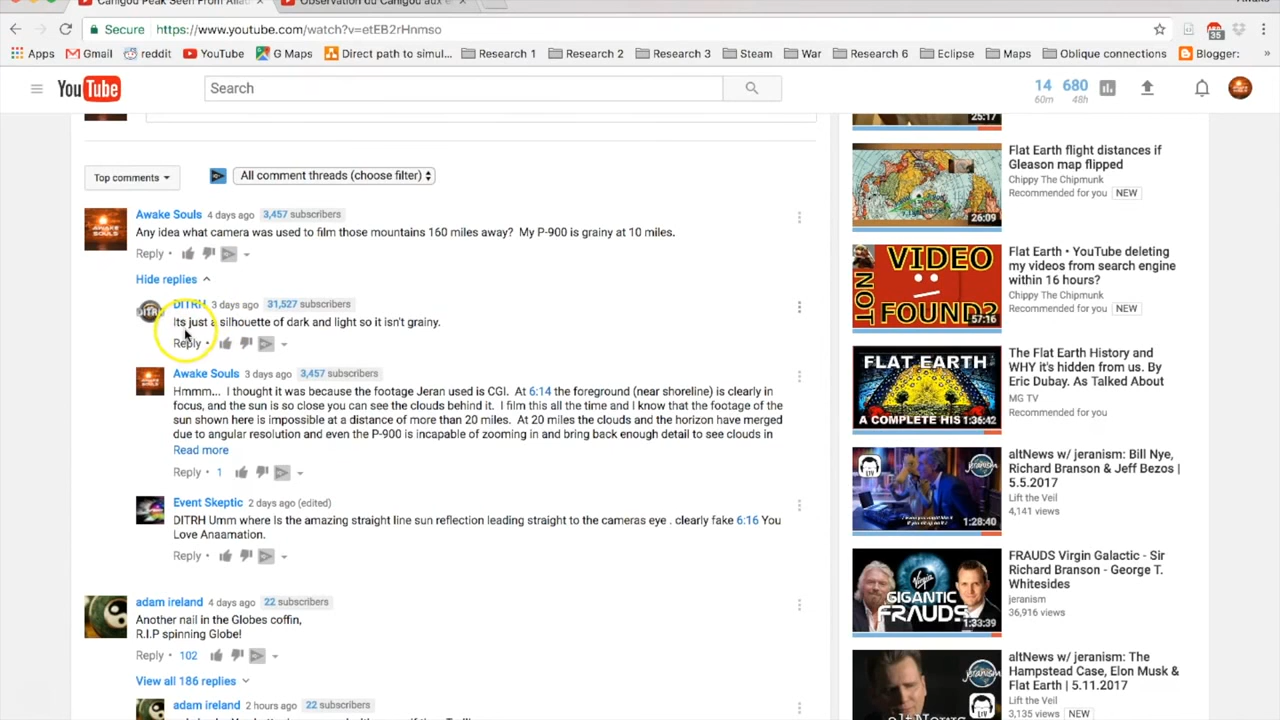 Canigou Peak Seen From Allau
Observation du Canigou aux
Secure https://www.youtube.com/watch?v=etEB2rHnmso
35
Apps Gmail reddit YouTube G Maps Direct path to simul... Research 1 Research 2 Research 3 Steam War Research 6 Eclipse Maps Oblique connections Blogger: »
YouTube
Search
14 680
60m 48h
25:17
Top comments
All comment threads (choose filter)
Awake Souls 4 days ago 3,457 subscribers
Any idea what camera was used to film those mountains 160 miles away? My P-900 is grainy at 10 miles.
Reply •
Hide replies
DITRH 3 days ago 31,527 subscribers
Its just a silhouette of dark and light so it isn't grainy.
Reply •
Awake Souls 3 days ago 3,457 subscribers
Hmmm... I thought it was because the footage Jeran used is CGI. At 6:14 the foreground (near shoreline) is clearly in
focus, and the sun is so close you can see the clouds behind it. I film this all the time and I know that the footage of the
sun shown there is impossible at a distance of more than 20 miles. At 20 miles the clouds and the horizon have merged
due to angular resolution and even the P-900 is incapable of zooming in and bring back enough detail to see clouds in
Read more
Reply • 1
Event Skeptic 2 days ago (edited)
DITRH Umm where Is the amazing straight line sun reflection leading straight to the cameras eye . clearly fake 6:16 You
Love Anaamation.
Reply •
adam ireland 4 days ago 22 subscribers
Another nail in the Globes coffin,
R.I.P spinning Globe!
Reply • 102
View all 186 replies
adam ireland 2 hours ago 22 subscribers
Flat Earth flight distances if
Gleason map flipped
Chippy The Chipmunk
Recommended for you NEW
26:09
VIDEO
NOT
FOUND?
57:16
Flat Earth • YouTube deleting
my videos from search engine
within 16 hours?
Chippy The Chipmunk
Recommended for you NEW
FLAT EARTH
A COMPLETE HIS
1:36:42
The Flat Earth History and
WHY it's hidden from us. By
Eric Dubay. As Talked About
MG TV
Recommended for you
1:28:40
altNews w/ jeranism: Bill Nye,
Richard Branson & Jeff Bezos |
5.5.2017
Lift the Veil
4,141 views
VIRGIN GALACTIC
GIGANTIC
FRAUDS
1:33:39
FRAUDS Virgin Galactic - Sir
Richard Branson - George T.
Whitesides
jeranism
36,916 views
altNews
altNews w/ jeranism: The
Hampstead Case, Elon Musk &
Flat Earth | 5.11.2017
Lift the Veil
3,135 views NEW